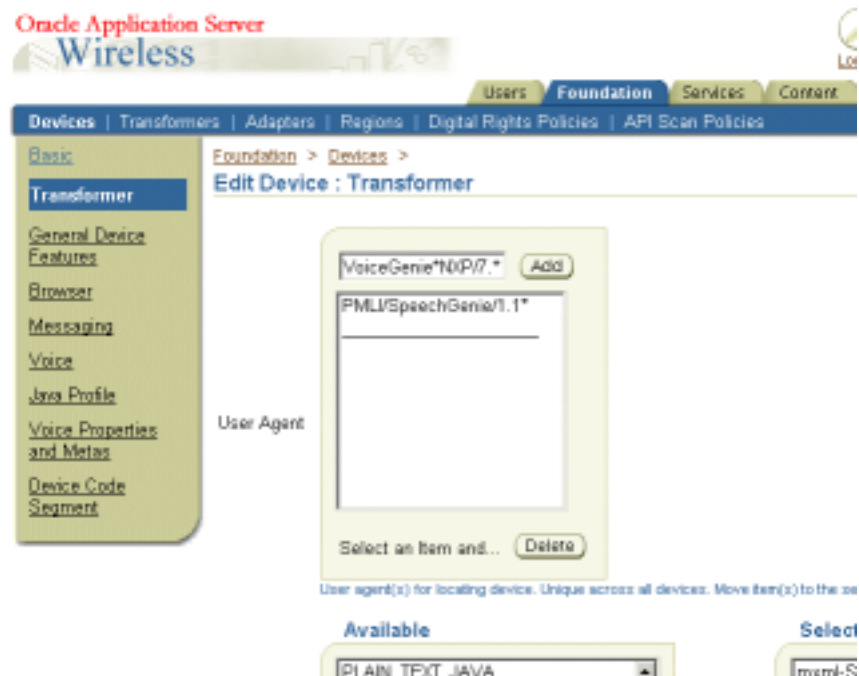 Oracle Application Server
Wireless
Users Foundation Services Content
Devices | Transformers | Adapters | Regions | Digital Rights Policies | API Scan Policies
Basic
Transformer
General Device
Features
Browser
Messaging
Voice
Java Profile
Voice Properties
and Metas
Device Code
Segment
Foundation > Devices >
Edit Device : Transformer
VoiceGenie*NXP/7.* Add
PMLI/SpeechGenie/1.1*
User Agent
Select an Item and... Delete
User agent(s) for locating device. Unique across all devices. Move item(s) to the se
Available
PLAIN_TEXT_JAVA
Select